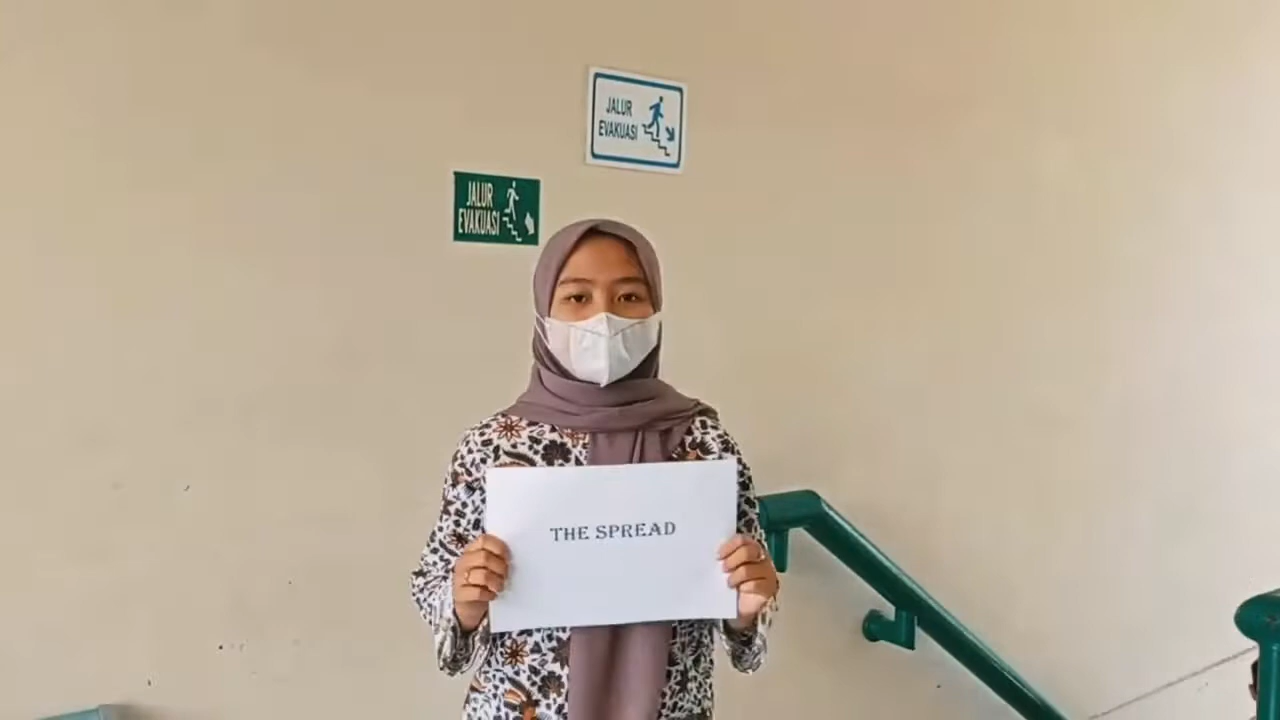 JALUR
EVAKUASI
JALUR
EVAKUASI
THE SPREAD